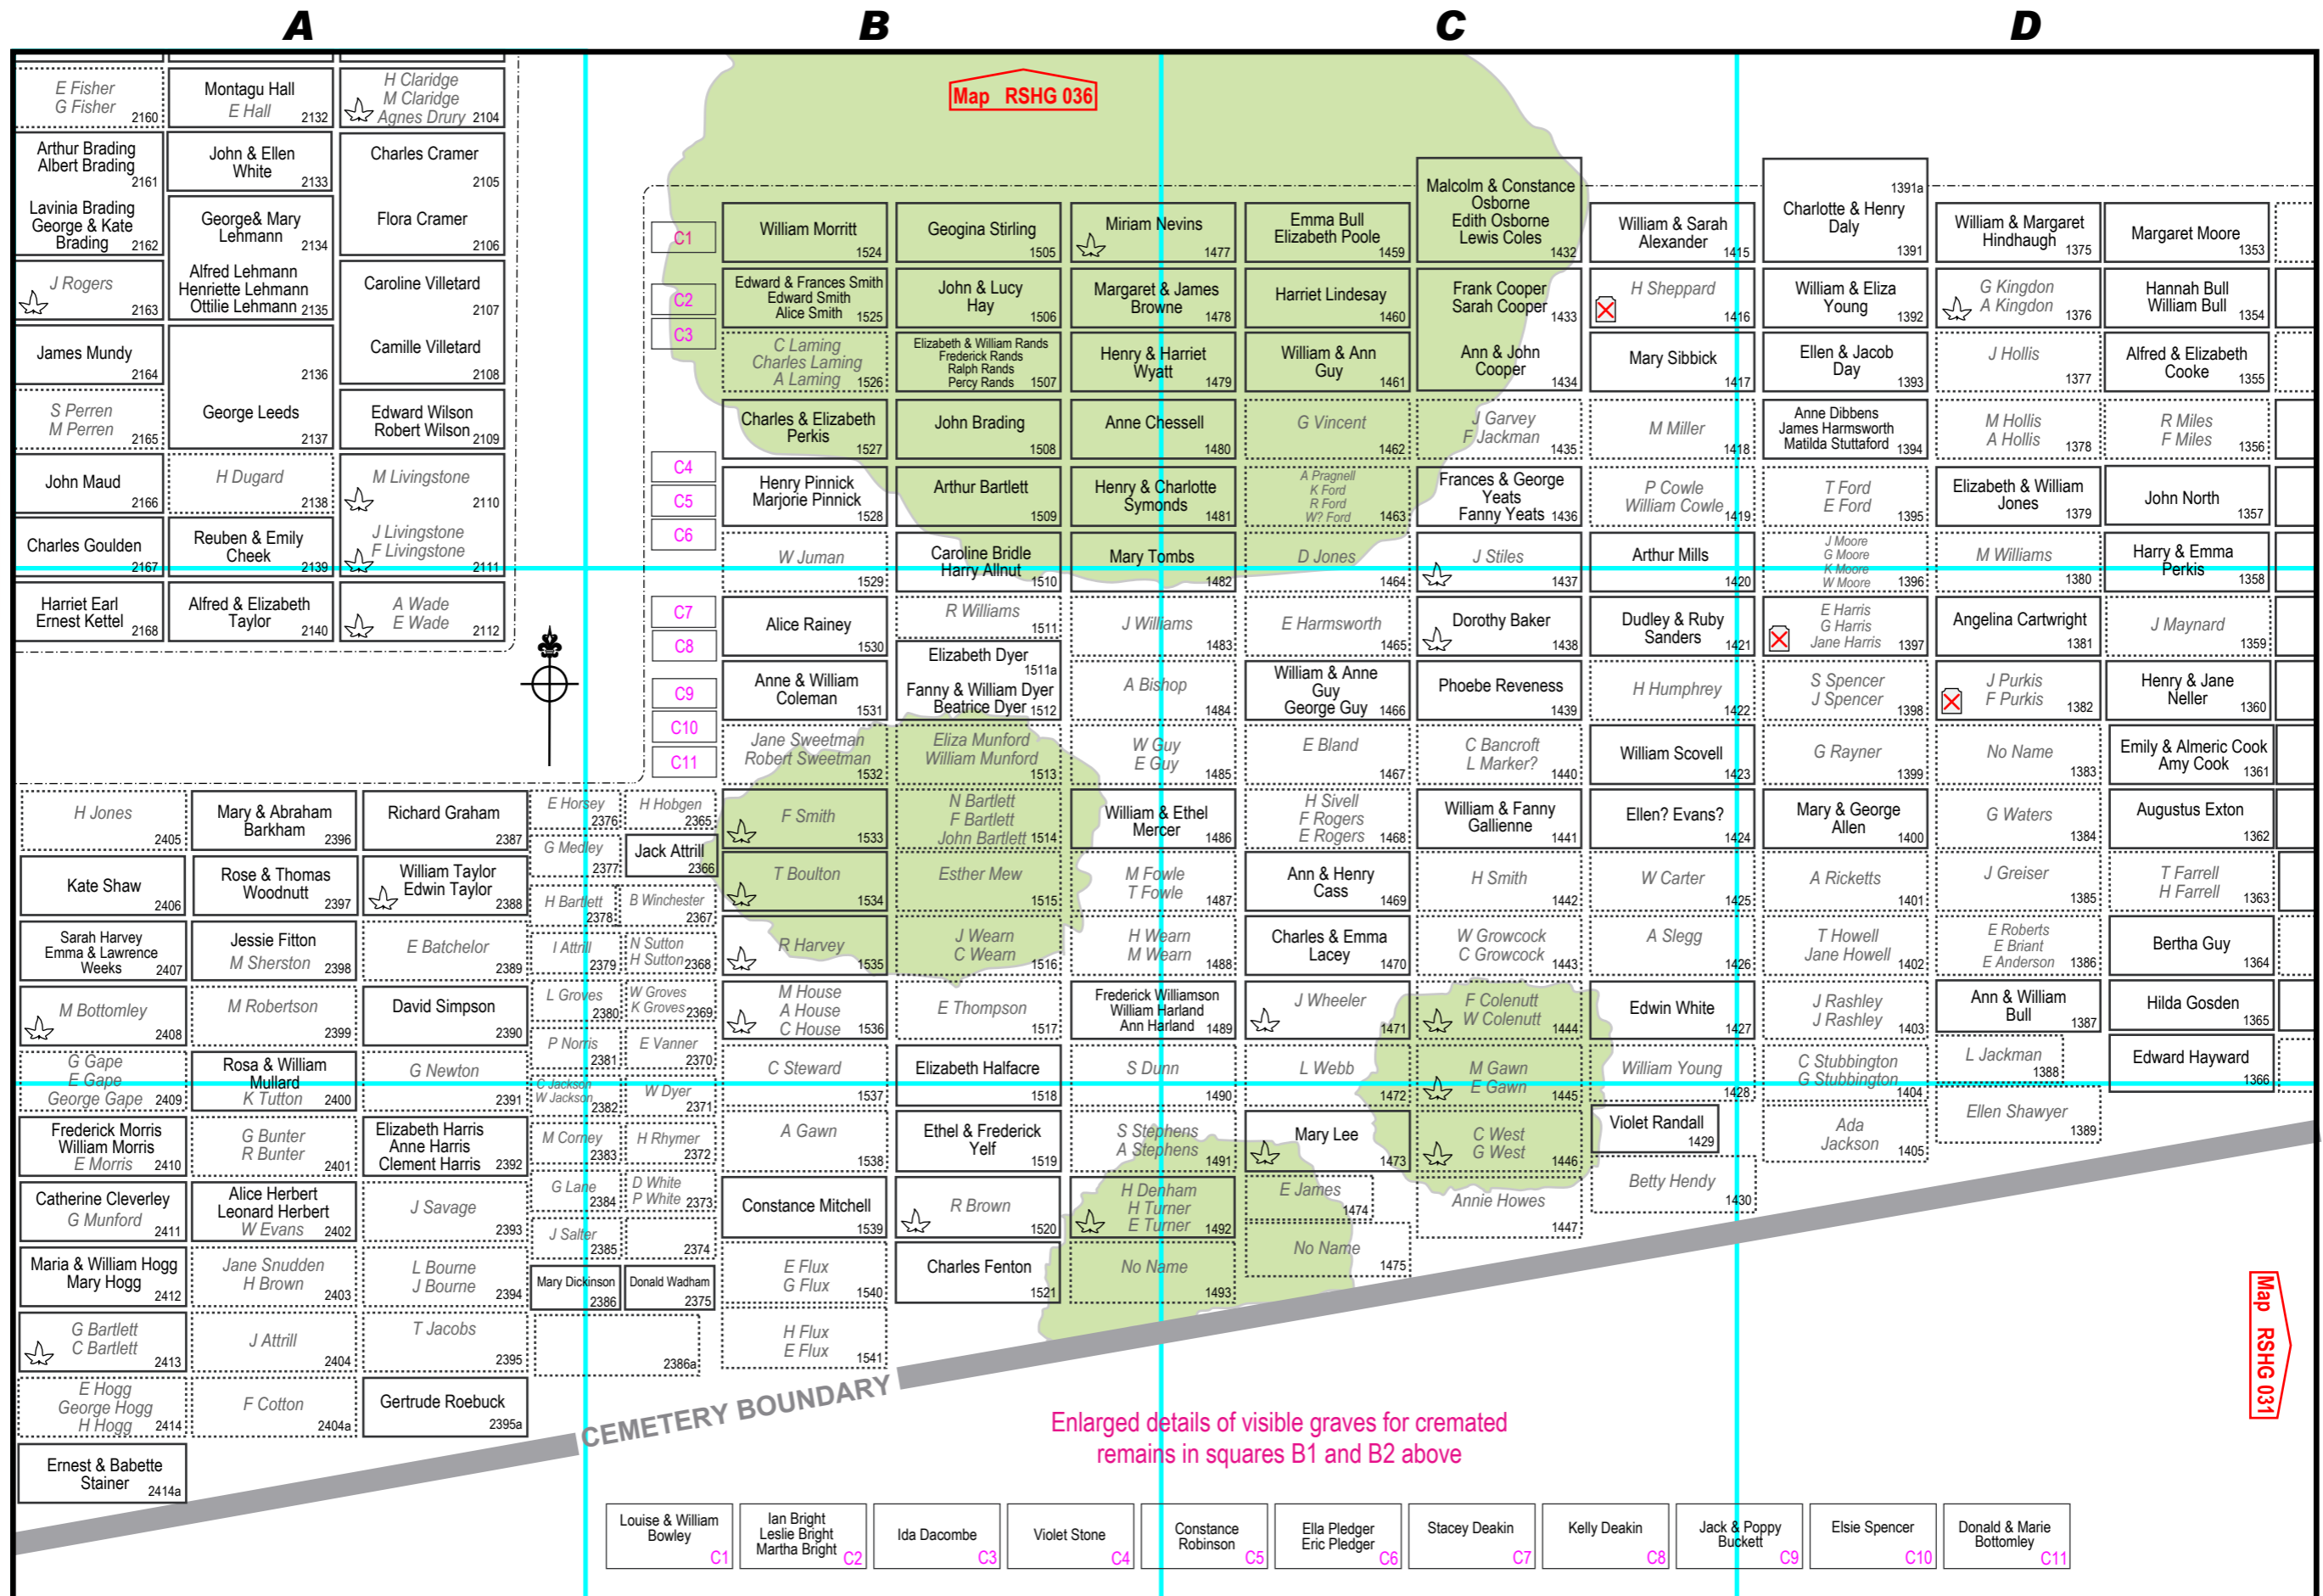 A
B
C
D
Map RSHG 036
E Fisher
G Fisher
2160
Montagu Hall
E Hall
2132
H Claridge
M Claridge
Agnes Drury 2104
Arthur Brading
Albert Brading
2161
John & Ellen
White
2133
Charles Cramer
2105
Lavinia Brading
George & Kate
Brading
2162
George& Mary
Lehmann
2134
Flora Cramer
2106
J Rogers
2163
Alfred Lehmann
Henriette Lehmann
Ottilie Lehmann 2135
Caroline Villetard
2107
James Mundy
2164
2136
Camille Villetard
2108
S Perren
M Perren
2165
George Leeds
2137
Edward Wilson
Robert Wilson
2109
John Maud
2166
H Dugard
2138
M Livingstone
2110
Charles Goulden
2167
Reuben & Emily
Cheek
2139
J Livingstone
F Livingstone
2111
Harriet Earl
Ernest Kettel
2168
Alfred & Elizabeth
Taylor
2140
A Wade
E Wade
2112
C1
C2
C3
C4
C5
C6
C7
C8
C9
C10
C11
William Morritt
1524
Geogina Stirling
1505
Miriam Nevins
1477
Emma Bull
Elizabeth Poole
1459
Malcolm & Constance
Osborne
Edith Osborne
Lewis Coles
1432
William & Sarah
Alexander
1415
1391a
Charlotte & Henry
Daly
1391
William & Margaret
Hindhaugh
1375
Margaret Moore
1353
Edward & Frances Smith
Edward Smith
Alice Smith
1525
John & Lucy
Hay
1506
Margaret & James
Browne
1478
Harriet Lindesay
1460
Frank Cooper
Sarah Cooper
1433
H Sheppard
1416
William & Eliza
Young
1392
G Kingdon
A Kingdon
1376
Hannah Bull
William Bull
1354
C Laming
Charles Laming
A Laming
1526
Elizabeth & William Rands
Frederick Rands
Ralph Rands
Percy Rands
1507
Henry & Harriet
Wyatt
1479
William & Ann
Guy
1461
Ann & John
Cooper
1434
Mary Sibbick
1417
Ellen & Jacob
Day
1393
J Hollis
1377
Alfred & Elizabeth
Cooke
1355
Charles & Elizabeth
Perkis
1527
John Brading
1508
Anne Chessell
1480
G Vincent
1462
J Garvey
F Jackman
1435
M Miller
1418
Anne Dibbens
James Harmsworth
Matilda Stuttaford
1394
M Hollis
A Hollis
1378
R Miles
F Miles
1356
Henry Pinnick
Marjorie Pinnick
1528
Arthur Bartlett
1509
Henry & Charlotte
Symonds
1481
A Pragnell
K Ford
R Ford
W? Ford
1463
Frances & George
Yeats
Fanny Yeats
1436
P Cowle
William Cowle
1419
T Ford
E Ford
1395
Elizabeth & William
Jones
1379
John North
1357
W Juman
1529
Caroline Bridle
Harry Allnut
1510
Mary Tombs
1482
D Jones
1464
J Stiles
1437
Arthur Mills
1420
J Moore
G Moore
K Moore
W Moore
1396
M Williams
1380
Harry & Emma
Perkis
1358
Alice Rainey
1530
R Williams
1511
J Williams
1483
E Harmsworth
1465
Dorothy Baker
1438
Dudley & Ruby
Sanders
1421
E Harris
G Harris
Jane Harris
1397
Angelina Cartwright
1381
J Maynard
1359
Anne & William
Coleman
1531
Elizabeth Dyer
1511a
Fanny & William Dyer
Beatrice Dyer
1512
A Bishop
1484
William & Anne
Guy
George Guy
1466
Phoebe Reveness
1439
H Humphrey
1422
S Spencer
J Spencer
1398
J Purkis
F Purkis
1382
Henry & Jane
Neller
1360
Jane Sweetman
Robert Sweetman
1532
Eliza Munford
William Munford
1513
W Guy
E Guy
1485
E Bland
1467
C Bancroft
L Marker?
1440
William Scovell
1423
G Rayner
1399
No Name
1383
Emily & Almeric Cook
Amy Cook
1361
H Jones
2405
Mary & Abraham
Barkham
2396
Richard Graham
2387
E Horsey
2376
H Hobgen
2365
F Smith
1533
N Bartlett
F Bartlett
John Bartlett
1514
William & Ethel
Mercer
1486
H Sivell
F Rogers
E Rogers
1468
William & Fanny
Gallienne
1441
Ellen? Evans?
1424
Mary & George
Allen
1400
G Waters
1384
Augustus Exton
1362
G Medley
2377
Jack Attrill
2366
Kate Shaw
2406
Rose & Thomas
Woodnutt
2397
William Taylor
Edwin Taylor
2388
H Bartlett
2378
B Winchester
2367
T Boulton
1534
Esther Mew
1515
M Fowle
T Fowle
1487
Ann & Henry
Cass
1469
H Smith
1442
W Carter
1425
A Ricketts
1401
J Greiser
1385
T Farrell
H Farrell
1363
Sarah Harvey
Emma & Lawrence
Weeks
2407
Jessie Fitton
M Sherston
2398
E Batchelor
2389
I Attrill
2379
N Sutton
H Sutton
2368
R Harvey
1535
J Wearn
C Wearn
1516
H Wearn
M Wearn
1488
Charles & Emma
Lacey
1470
W Growcock
C Growcock
1443
A Slegg
1426
T Howell
Jane Howell
1402
E Roberts
E Briant
E Anderson
1386
Bertha Guy
1364
M Bottomley
2408
M Robertson
2399
David Simpson
2390
L Groves
2380
W Groves
K Groves
2369
M House
A House
C House
1536
E Thompson
1517
Frederick Williamson
William Harland
Ann Harland
1489
J Wheeler
1471
F Colenutt
W Colenutt
1444
Edwin White
1427
J Rashley
J Rashley
1403
Ann & William
Bull
1387
Hilda Gosden
1365
G Gape
E Gape
George Gape
2409
Rosa & William
Mullard
K Tutton
2400
G Newton
2391
P Norris
2381
E Vanner
2370
C Jackson
W Jackson
2382
W Dyer
2371
C Steward
1537
Elizabeth Halfacre
1518
S Dunn
1490
L Webb
1472
M Gawn
E Gawn
1445
William Young
1428
C Stubbington
G Stubbington
1404
L Jackman
1388
Edward Hayward
1366
Frederick Morris
William Morris
E Morris
2410
G Bunter
R Bunter
2401
Elizabeth Harris
Anne Harris
Clement Harris
2392
M Corney
2383
H Rhymer
2372
A Gawn
1538
Ethel & Frederick
Yelf
1519
S Stephens
A Stephens
1491
Mary Lee
1473
C West
G West
1446
Violet Randall
1429
Ada
Jackson
1405
Ellen Shawyer
1389
Catherine Cleverley
G Munford
2411
Alice Herbert
Leonard Herbert
W Evans
2402
J Savage
2393
G Lane
2384
D White
P White
2373
Constance Mitchell
1539
R Brown
1520
H Denham
H Turner
E Turner
1492
E James
1474
Annie Howes
1447
Betty Hendy
1430
J Salter
2385
2374
Maria & William Hogg
Mary Hogg
2412
Jane Snudden
H Brown
2403
L Bourne
J Bourne
2394
Mary Dickinson
2386
Donald Wadham
2375
E Flux
G Flux
1540
Charles Fenton
1521
No Name
1493
No Name
1475
G Bartlett
C Bartlett
2413
J Attrill
2404
T Jacobs
2395
2386a
H Flux
E Flux
1541
E Hogg
George Hogg
H Hogg
2414
F Cotton
2404a
Gertrude Roebuck
2395a
Ernest & Babette
Stainer
2414a
CEMETERY BOUNDARY
Map RSHG 031
Enlarged details of visible graves for cremated
remains in squares B1 and B2 above
Louise & William
Bowley
C1
Ian Bright
Leslie Bright
Martha Bright
C2
Ida Dacombe
C3
Violet Stone
C4
Constance
Robinson
C5
Ella Pledger
Eric Pledger
C6
Stacey Deakin
C7
Kelly Deakin
C8
Jack & Poppy
Buckett
C9
Elsie Spencer
C10
Donald & Marie
Bottomley
C11